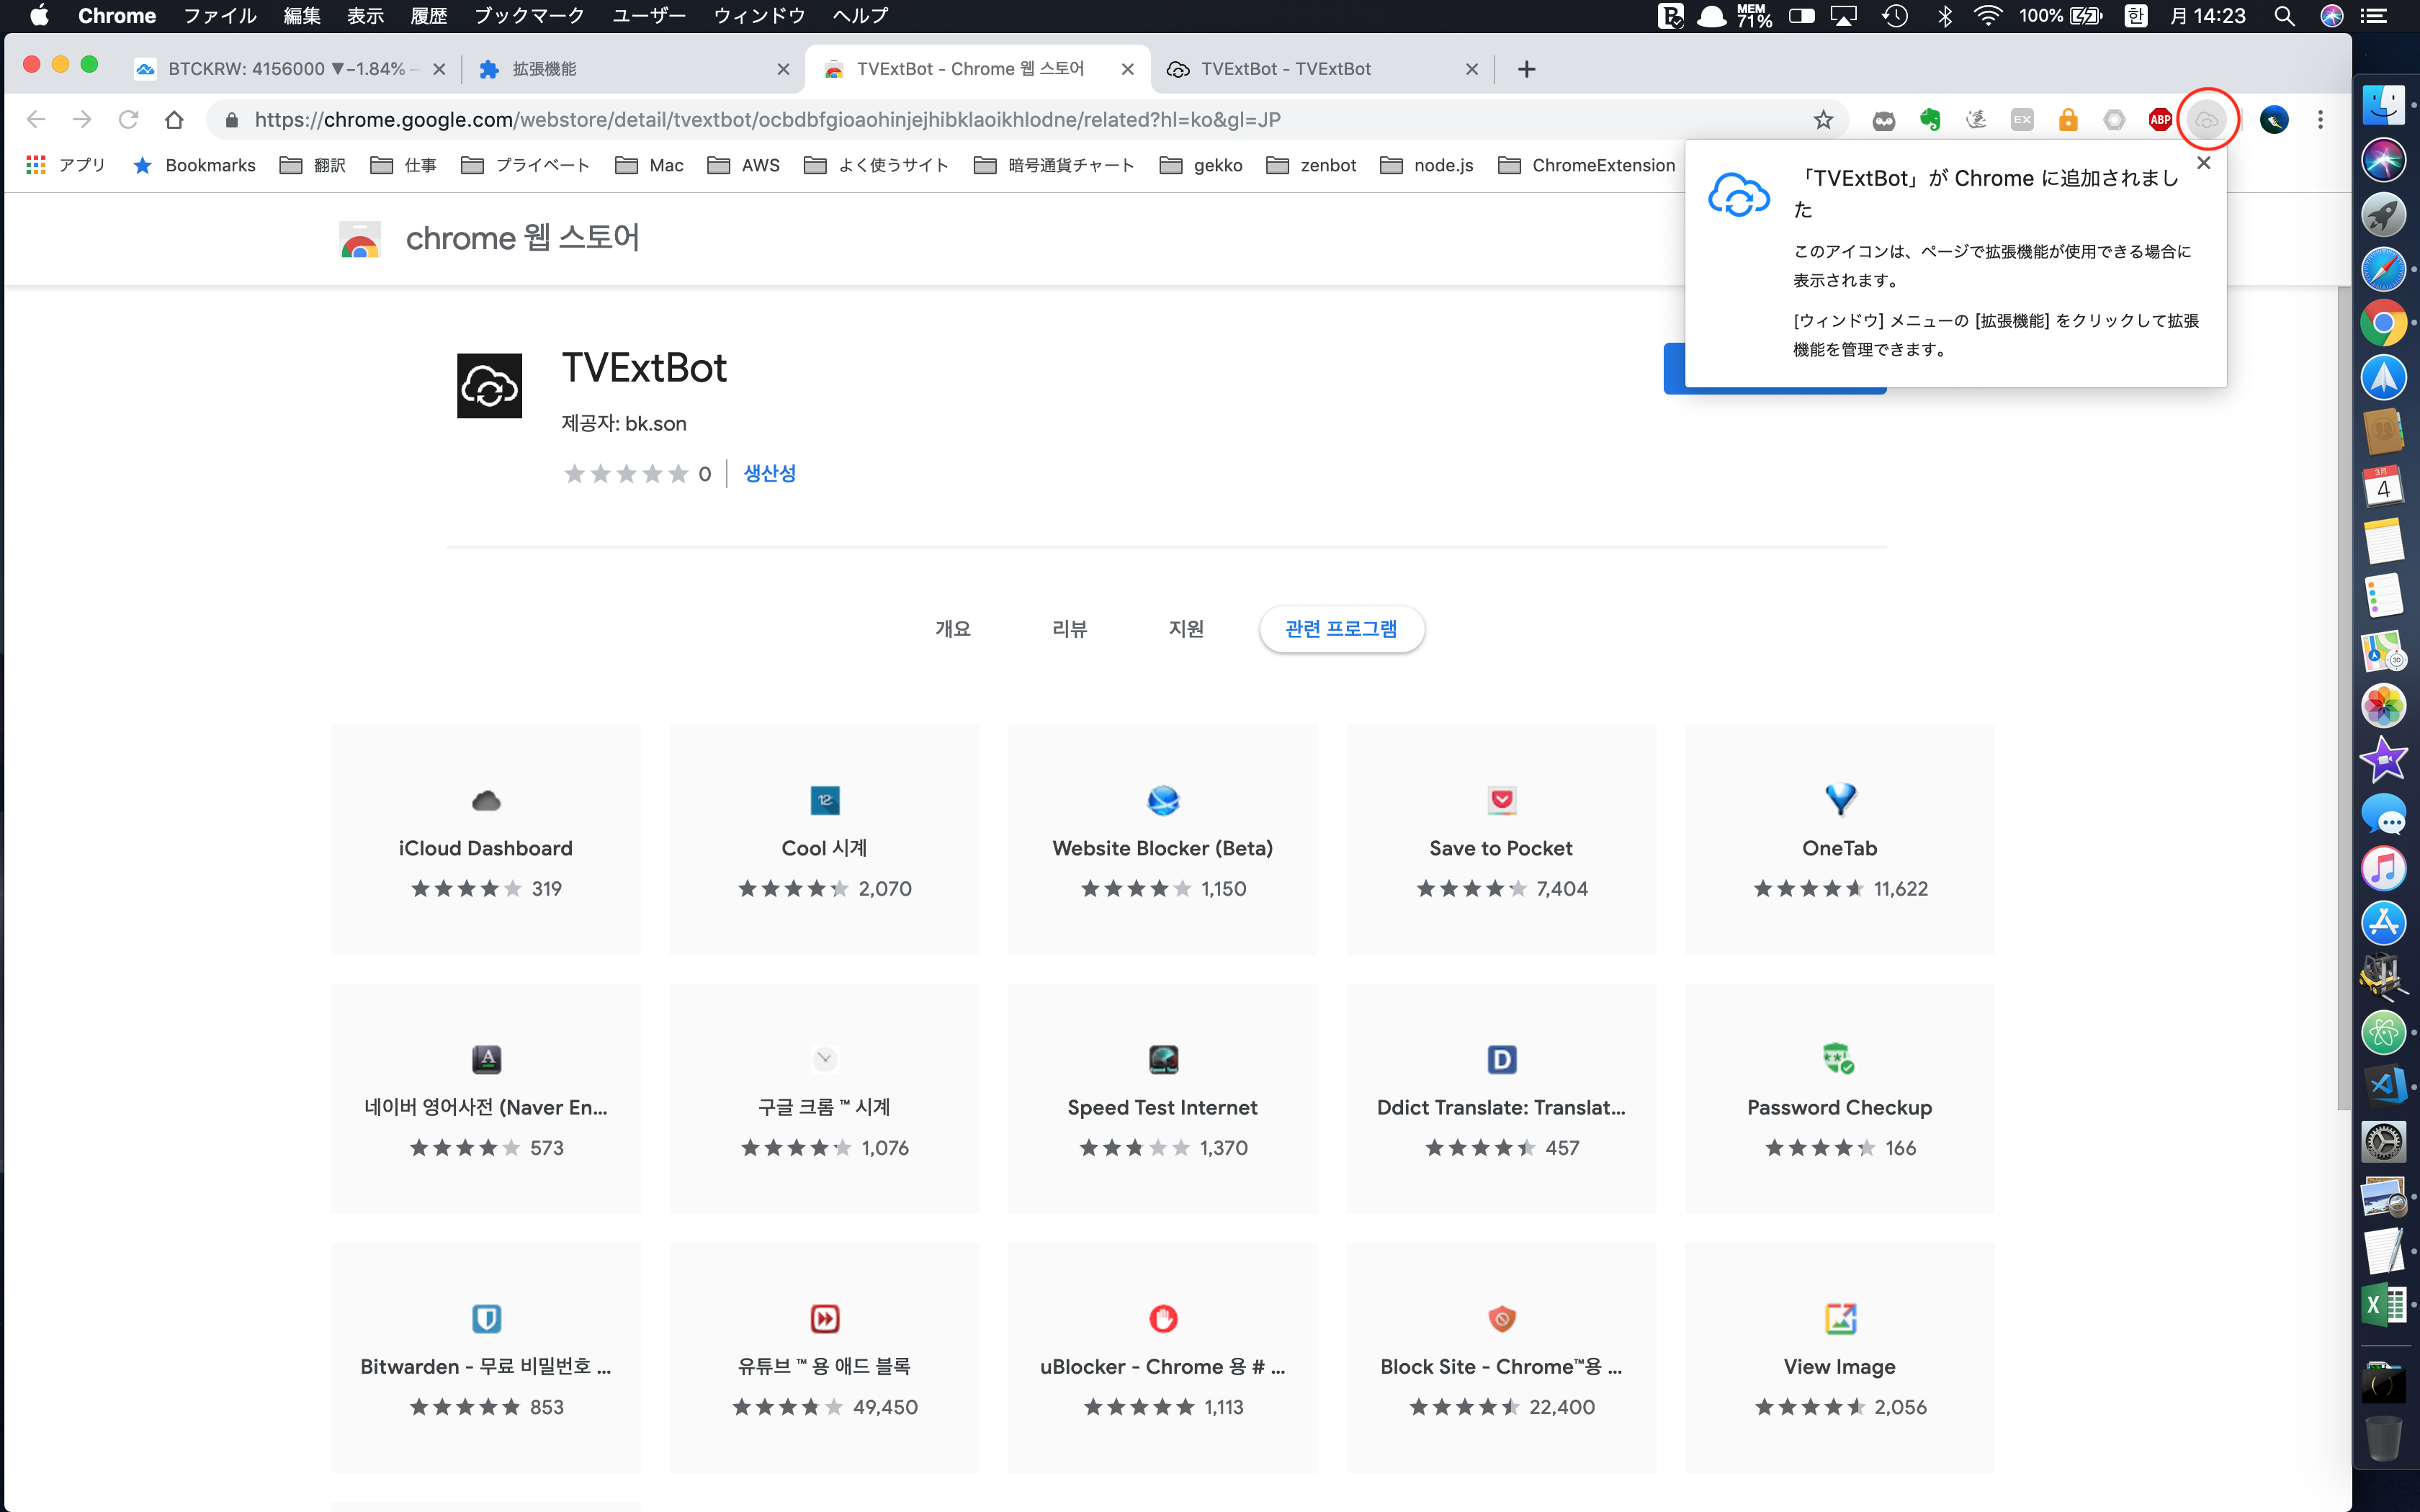 Chrome ファイル 編集 表示 履歴 ブックマーク ユーザー ウィンドウ ヘルプ MEM 71% 100% 한 月 14:23
BTCKRW: 4156000 ▼−1.84% 拡張機能 TVExtBot - Chrome 웹 스토어 TVExtBot - TVExtBot
https://chrome.google.com/webstore/detail/tvextbot/ocbdbfgioaohinjejhibklaoikhlodne/related?hl=ko&gl=JP EX ABP
アプリ Bookmarks 翻訳 仕事 プライベート Mac AWS よく使うサイト 暗号通貨チャート gekko zenbot node.js ChromeExtension
「TVExtBot」が Chrome に追加されまし
た
このアイコンは、ページで拡張機能が使用できる場合に
表示されます。
[ウィンドウ] メニューの [拡張機能] をクリックして拡張
機能を管理できます。
chrome 웹 스토어
TVExtBot
제공자: bk.son
0 생산성
개요 리뷰 지원 관련 프로그램
iCloud Dashboard
319
12
Cool 시계
2,070
Website Blocker (Beta)
1,150
Save to Pocket
7,404
OneTab
11,622
A
네이버 영어사전 (Naver En...
573
구글 크롬 ™ 시계
1,076
Speed Test Internet
1,370
D
Ddict Translate: Translat...
457
Password Checkup
166
Bitwarden - 무료 비밀번호 ...
853
유튜브 ™ 용 애드 블록
49,450
uBlocker - Chrome 용 # ...
1,113
Block Site - Chrome™용 ...
22,400
View Image
2,056
3月
4
3D
X